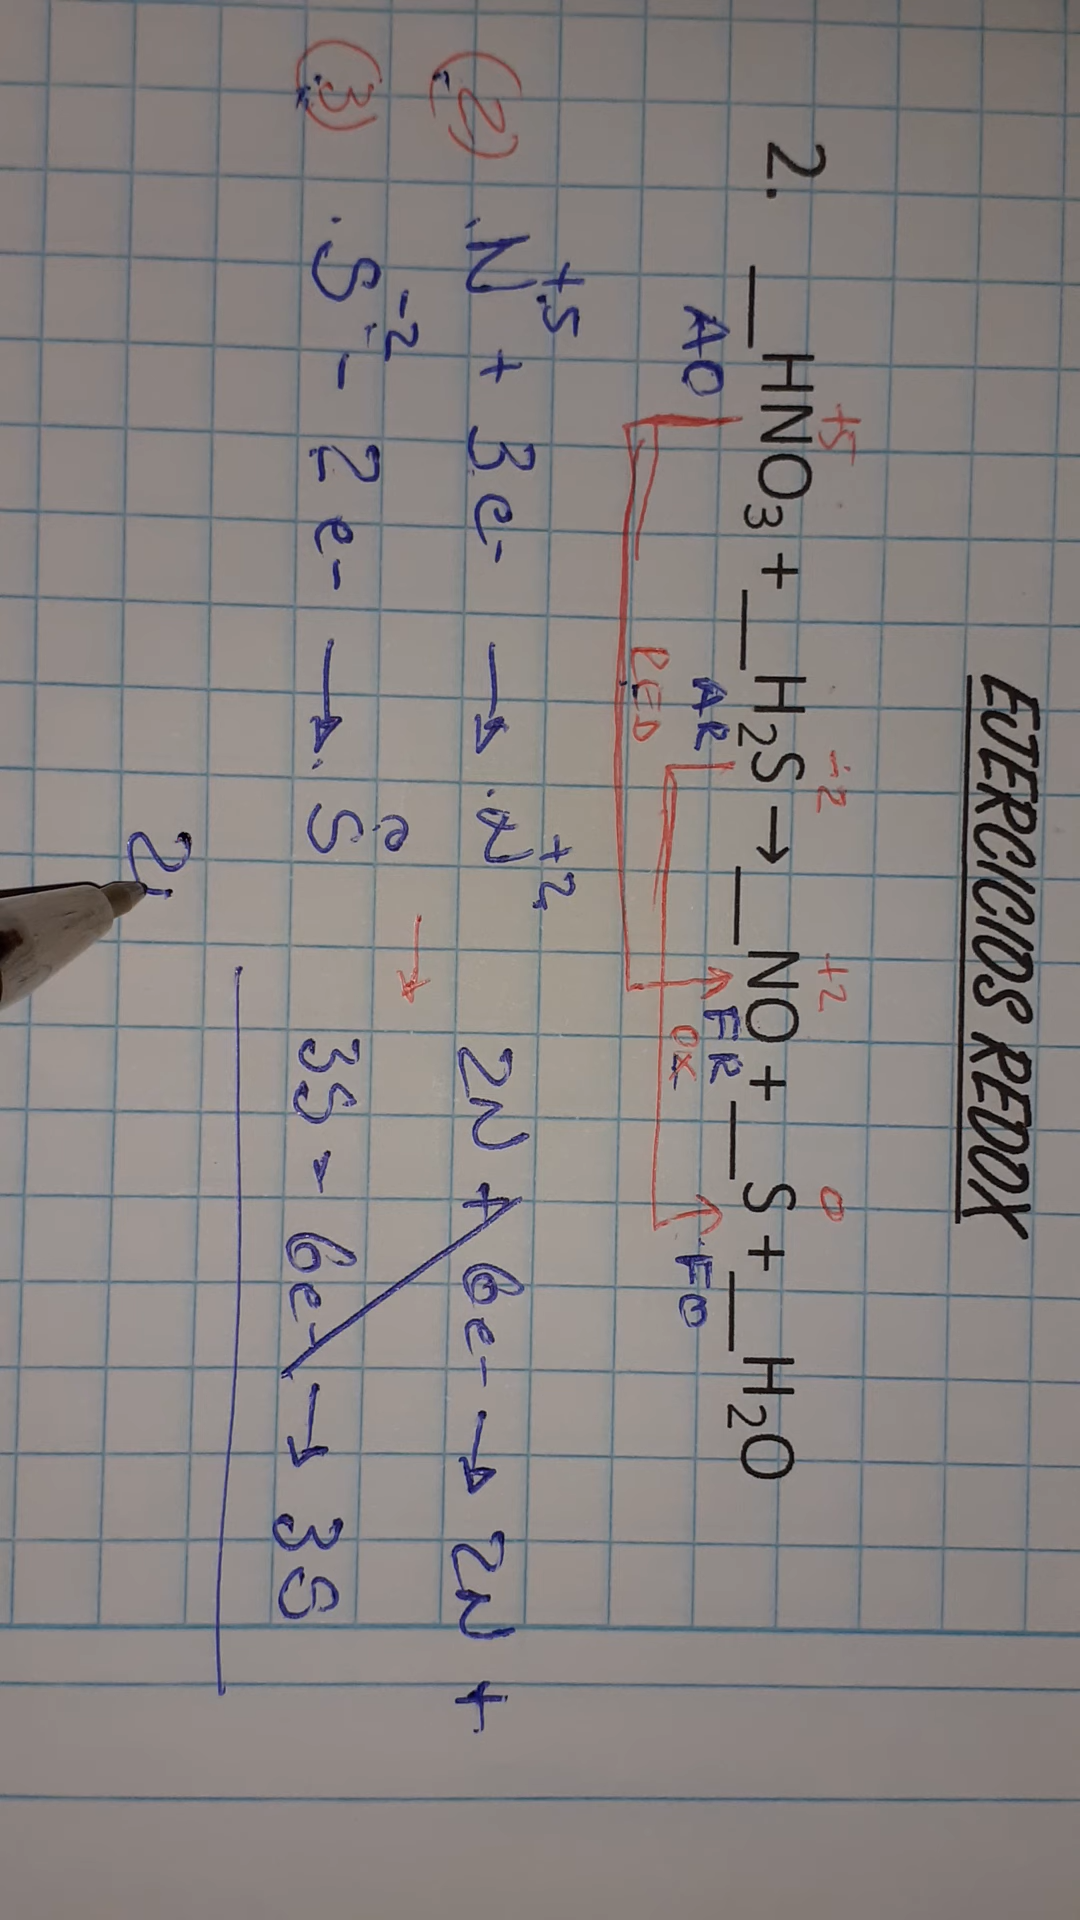 EJTERCICIOS REDOX
+5 -2 +2 0
2. __HNO₃ + __H₂S → __NO + __S + __H₂O
AO AR FR FO
RED OX
(2) N⁺⁵ + 3e- → N⁺² → 2N + 6e- → 2N +
(3) S⁻² - 2e- → S⁰ 3S - 6e- → 3S
2